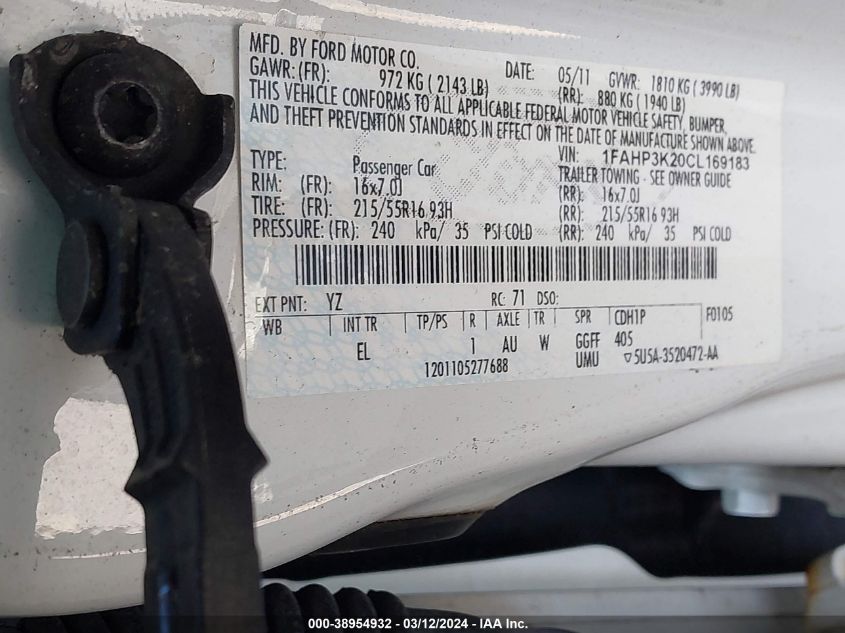 MFD. BY FORD MOTOR CO. DATE: 05/11 GVWR: 1810 KG ( 3990 LB)
GAWR: (FR): 972 KG ( 2143 LB) (RR): 880 KG ( 1940 LB)
THIS VEHICLE CONFORMS TO ALL APPLICABLE FEDERAL MOTOR VEHICLE SAFETY, BUMPER,
AND THEFT PREVENTION STANDARDS IN EFFECT ON THE DATE OF MANUFACTURE SHOWN ABOVE.
VIN: 1FAHP3K20CL169183
TYPE: Passenger Car TRAILER TOWING - SEE OWNER GUIDE
RIM: (FR): 16x7.0J (RR): 16x7.0J
TIRE: (FR): 215/55R16 93H (RR): 215/55R16 93H
PRESSURE: (FR): 240 kPa/ 35 PSI COLD (RR): 240 kPa/ 35 PSI COLD
EXT PNT: YZ RC: 71 DSO: F0105
WB INT TR TP/PS R AXLE TR SPR CDH1P
EL 1 AU W GGFF 405
UMU ▽5U5A-3520472-AA
1201105277688
000-38954932 - 03/12/2024 - IAA Inc.